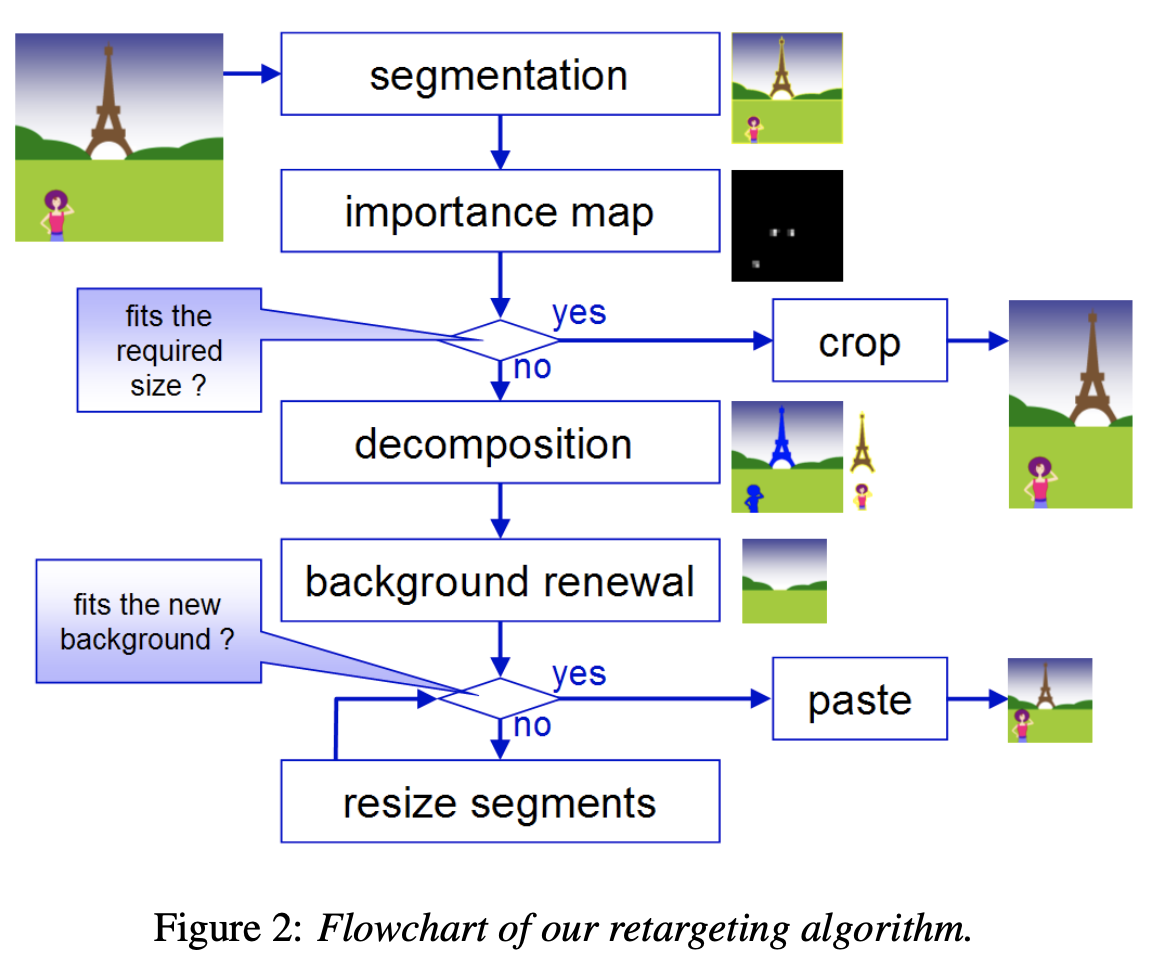 segmentation
importance map
fits the
required
size ?
yes
no
crop
decomposition
background renewal
fits the new
background ?
yes
no
paste
resize segments
Figure 2: Flowchart of our retargeting algorithm.